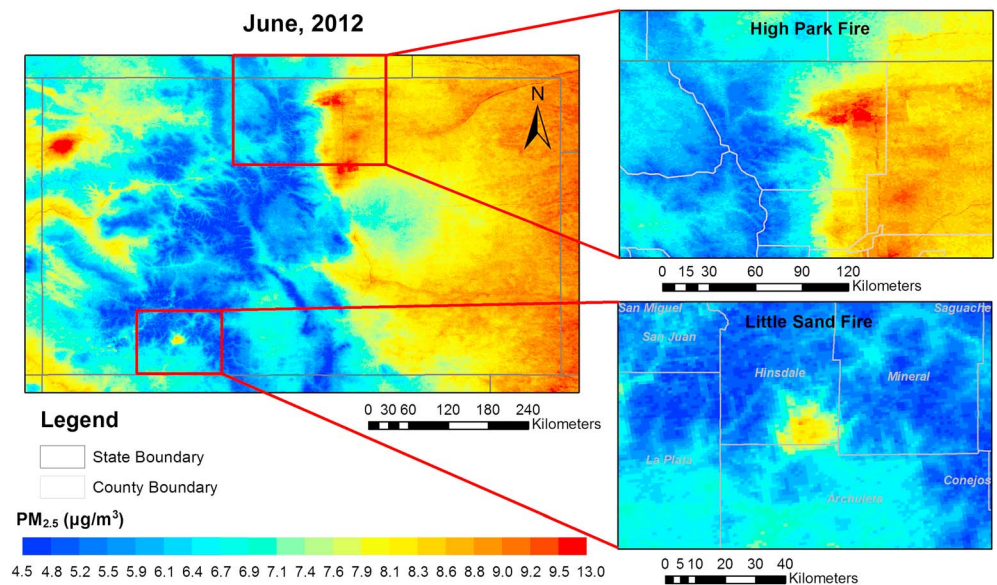 June, 2012
High Park Fire
N
0 15 30 60 90 120
Kilometers
San Miguel
Saguache
Little Sand Fire
San Juan
Hinsdale
Mineral
La Plata
Conejos
Archuleta
0 5 10 20 30 40
Kilometers
0 30 60 120 180 240
Kilometers
Legend
State Boundary
County Boundary
PM2.5 (µg/m³)
4.5 4.8 5.2 5.5 5.9 6.2 6.4 6.7 6.9 7.1 7.4 7.6 7.9 8.1 8.3 8.4 8.6 8.7 9.0 9.2 9.5 13.0